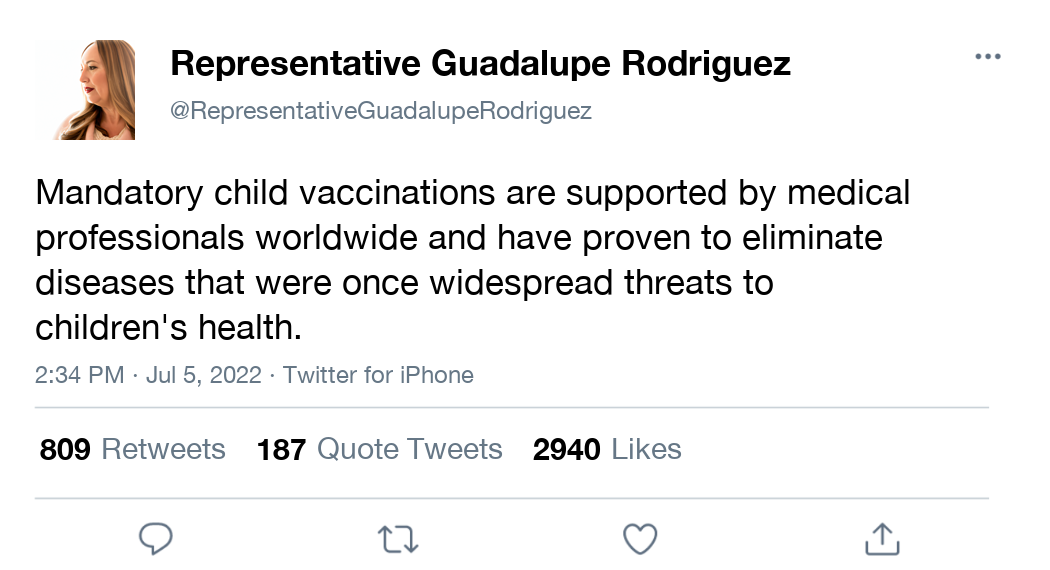 Representative Guadalupe Rodriguez
@RepresentativeGuadalupeRodriguez
Mandatory child vaccinations are supported by medical
professionals worldwide and have proven to eliminate
diseases that were once widespread threats to
children's health.
2:34 PM · Jul 5, 2022 · Twitter for iPhone
809 Retweets 187 Quote Tweets 2940 Likes